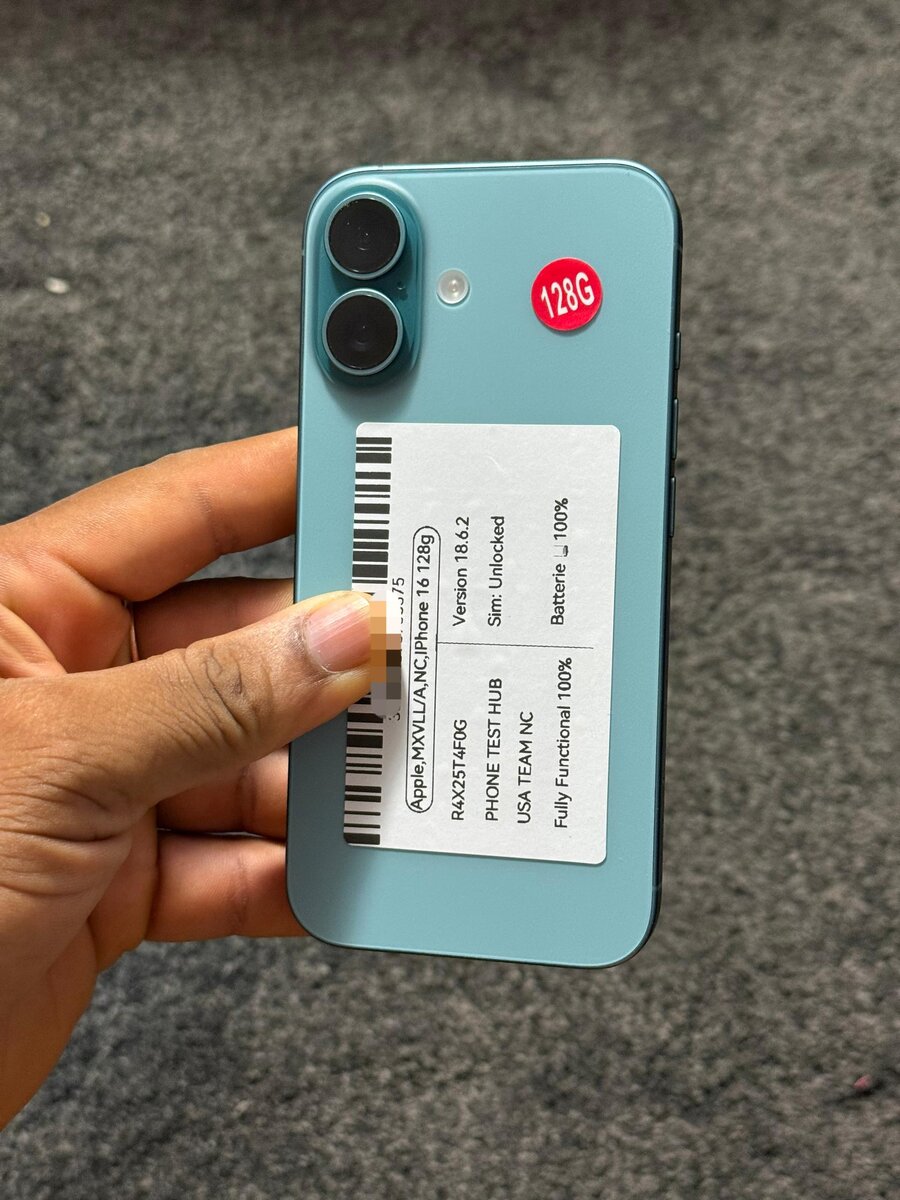 128G
Apple,MXVLL/A,NC,iPhone 16 128g
R4X25T4F0G
Version 18.6.2
PHONE TEST HUB
Sim: Unlocked
USA TEAM NC
Fully Functional 100%
Batterie 100%